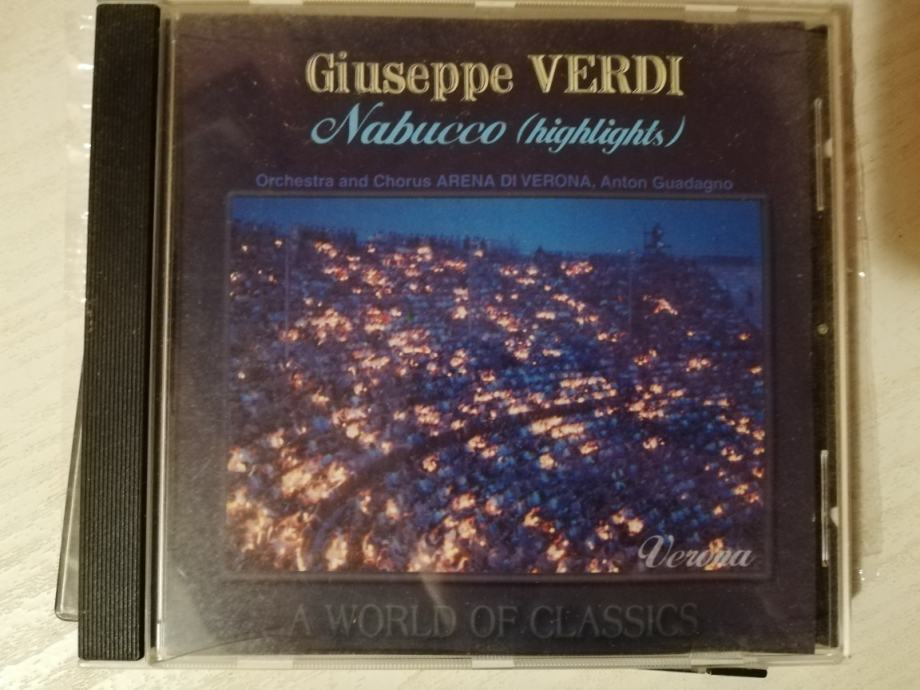 Giuseppe VERDI
Nabucco (highlights)
Orchestra and Chorus ARENA DI VERONA, Anton Guadagno
Verona
A WORLD OF CLASSICS